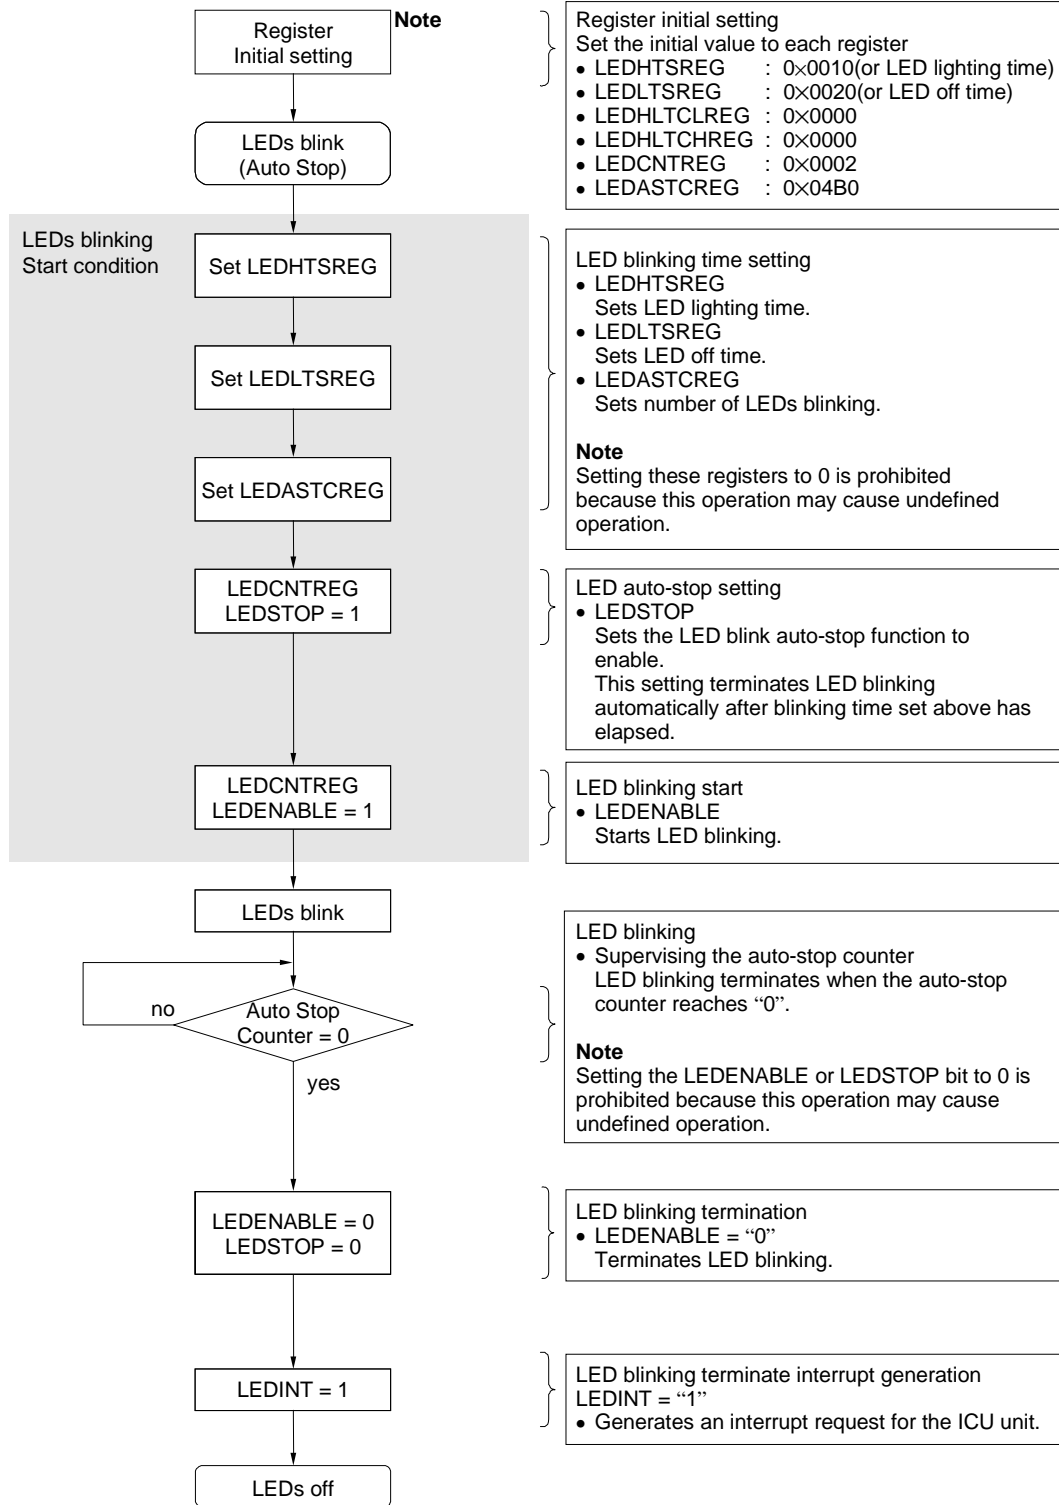 Register
Initial setting
Note
Register initial setting
Set the initial value to each register
• LEDHTSREG : 0×0010(or LED lighting time)
• LEDLTSREG : 0×0020(or LED off time)
• LEDHLTCLREG : 0×0000
• LEDHLTCHREG : 0×0000
• LEDCNTREG : 0×0002
• LEDASTCREG : 0×04B0
LEDs blink
(Auto Stop)
LEDs blinking
Start condition
Set LEDHTSREG
Set LEDLTSREG
Set LEDASTCREG
LED blinking time setting
• LEDHTSREG
Sets LED lighting time.
• LEDLTSREG
Sets LED off time.
• LEDASTCREG
Sets number of LEDs blinking.
Note
Setting these registers to 0 is prohibited
because this operation may cause undefined
operation.
LEDCNTREG
LEDSTOP = 1
LED auto-stop setting
• LEDSTOP
Sets the LED blink auto-stop function to
enable.
This setting terminates LED blinking
automatically after blinking time set above has
elapsed.
LEDCNTREG
LEDENABLE = 1
LED blinking start
• LEDENABLE
Starts LED blinking.
LEDs blink
no
Auto Stop
Counter = 0
yes
LED blinking
• Supervising the auto-stop counter
LED blinking terminates when the auto-stop
counter reaches “0”.
Note
Setting the LEDENABLE or LEDSTOP bit to 0 is
prohibited because this operation may cause
undefined operation.
LEDENABLE = 0
LEDSTOP = 0
LED blinking termination
• LEDENABLE = “0”
Terminates LED blinking.
LEDINT = 1
LED blinking terminate interrupt generation
LEDINT = “1”
• Generates an interrupt request for the ICU unit.
LEDs off